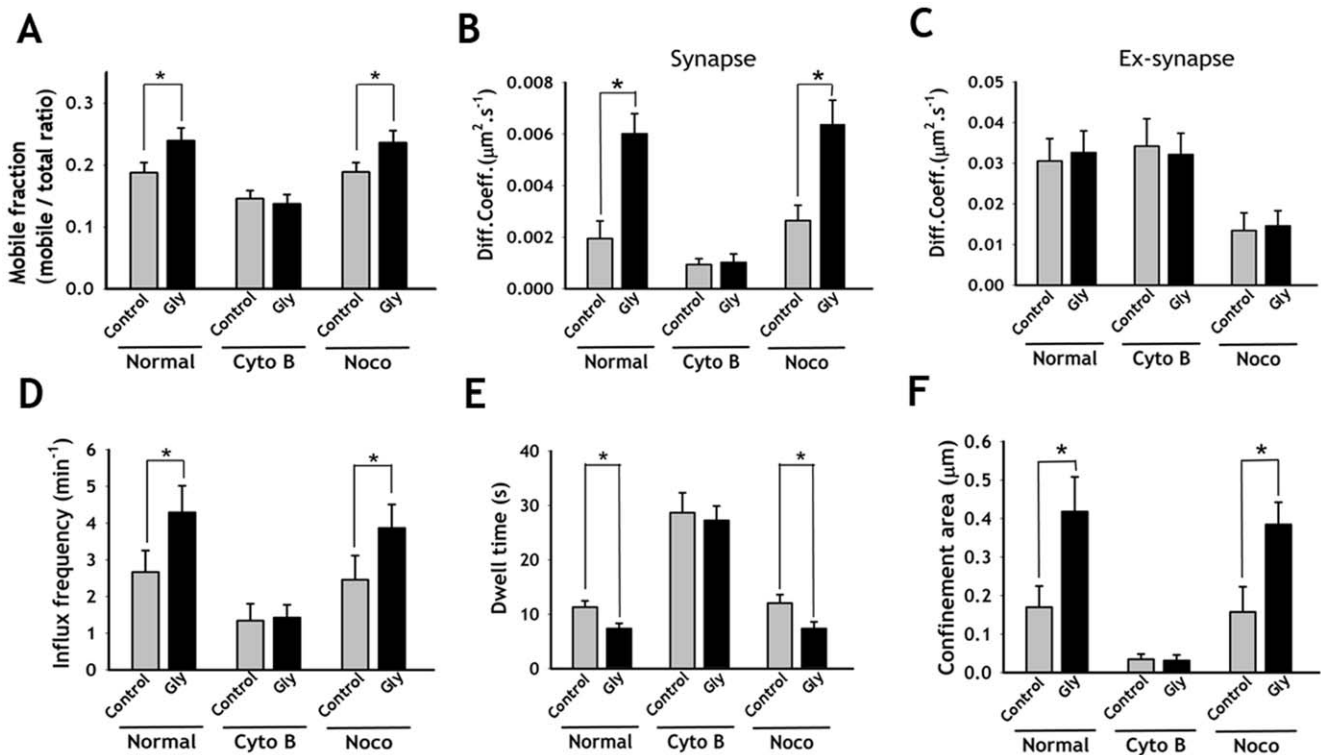 A
Mobile fraction
(mobile / total ratio)
0.3
0.2
0.1
0.0
*
*
Control
Gly
Control
Gly
Control
Gly
Normal
Cyto B
Noco
B
Synapse
Diff.Coeff.(μm².s⁻¹)
0.008
0.006
0.004
0.002
0.000
*
*
Control
Gly
Control
Gly
Control
Gly
Normal
Cyto B
Noco
C
Ex-synapse
Diff.Coeff.(μm².s⁻¹)
0.05
0.04
0.03
0.02
0.01
0.00
Control
Gly
Control
Gly
Control
Gly
Normal
Cyto B
Noco
D
Influx frequency (min⁻¹)
6
5
4
3
2
1
0
*
*
Control
Gly
Control
Gly
Control
Gly
Normal
Cyto B
Noco
E
Dwell time (s)
40
30
20
10
0
*
*
Control
Gly
Control
Gly
Control
Gly
Normal
Cyto B
Noco
F
Confinement area (μm)
0.6
0.5
0.4
0.3
0.2
0.1
0.0
*
*
Control
Gly
Control
Gly
Control
Gly
Normal
Cyto B
Noco